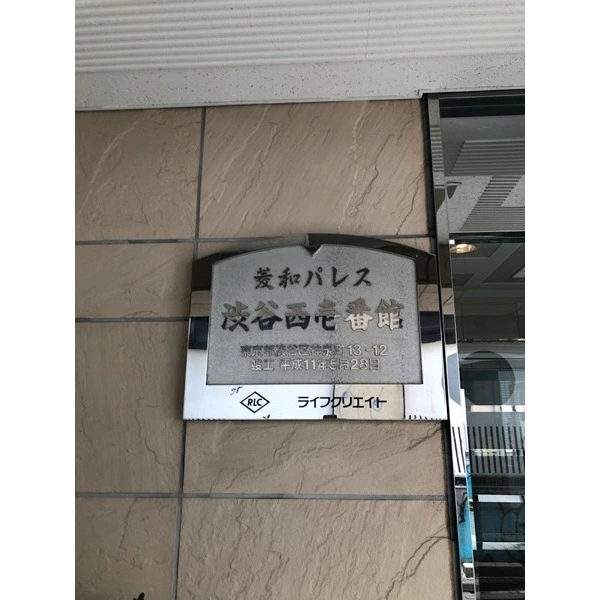 菱和パレス
渋谷西壱番館
東京都渋谷区神泉町13-12
竣工 平成11年5月28日
RLC ライフクリエイト